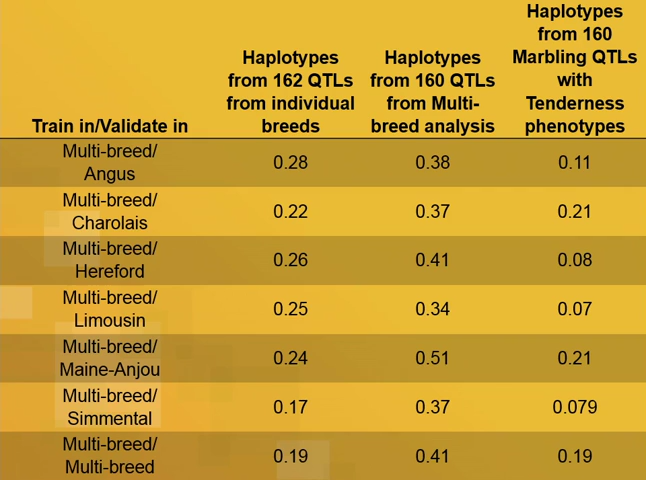 Train in/Validate in
Haplotypes
from 162 QTLs
from individual
breeds
Haplotypes
from 160 QTLs
from Multi-
breed analysis
Haplotypes
from 160
Marbling QTLs
with
Tenderness
phenotypes
Multi-breed/
Angus
0.28
0.38
0.11
Multi-breed/
Charolais
0.22
0.37
0.21
Multi-breed/
Hereford
0.26
0.41
0.08
Multi-breed/
Limousin
0.25
0.34
0.07
Multi-breed/
Maine-Anjou
0.24
0.51
0.21
Multi-breed/
Simmental
0.17
0.37
0.079
Multi-breed/
Multi-breed
0.19
0.41
0.19